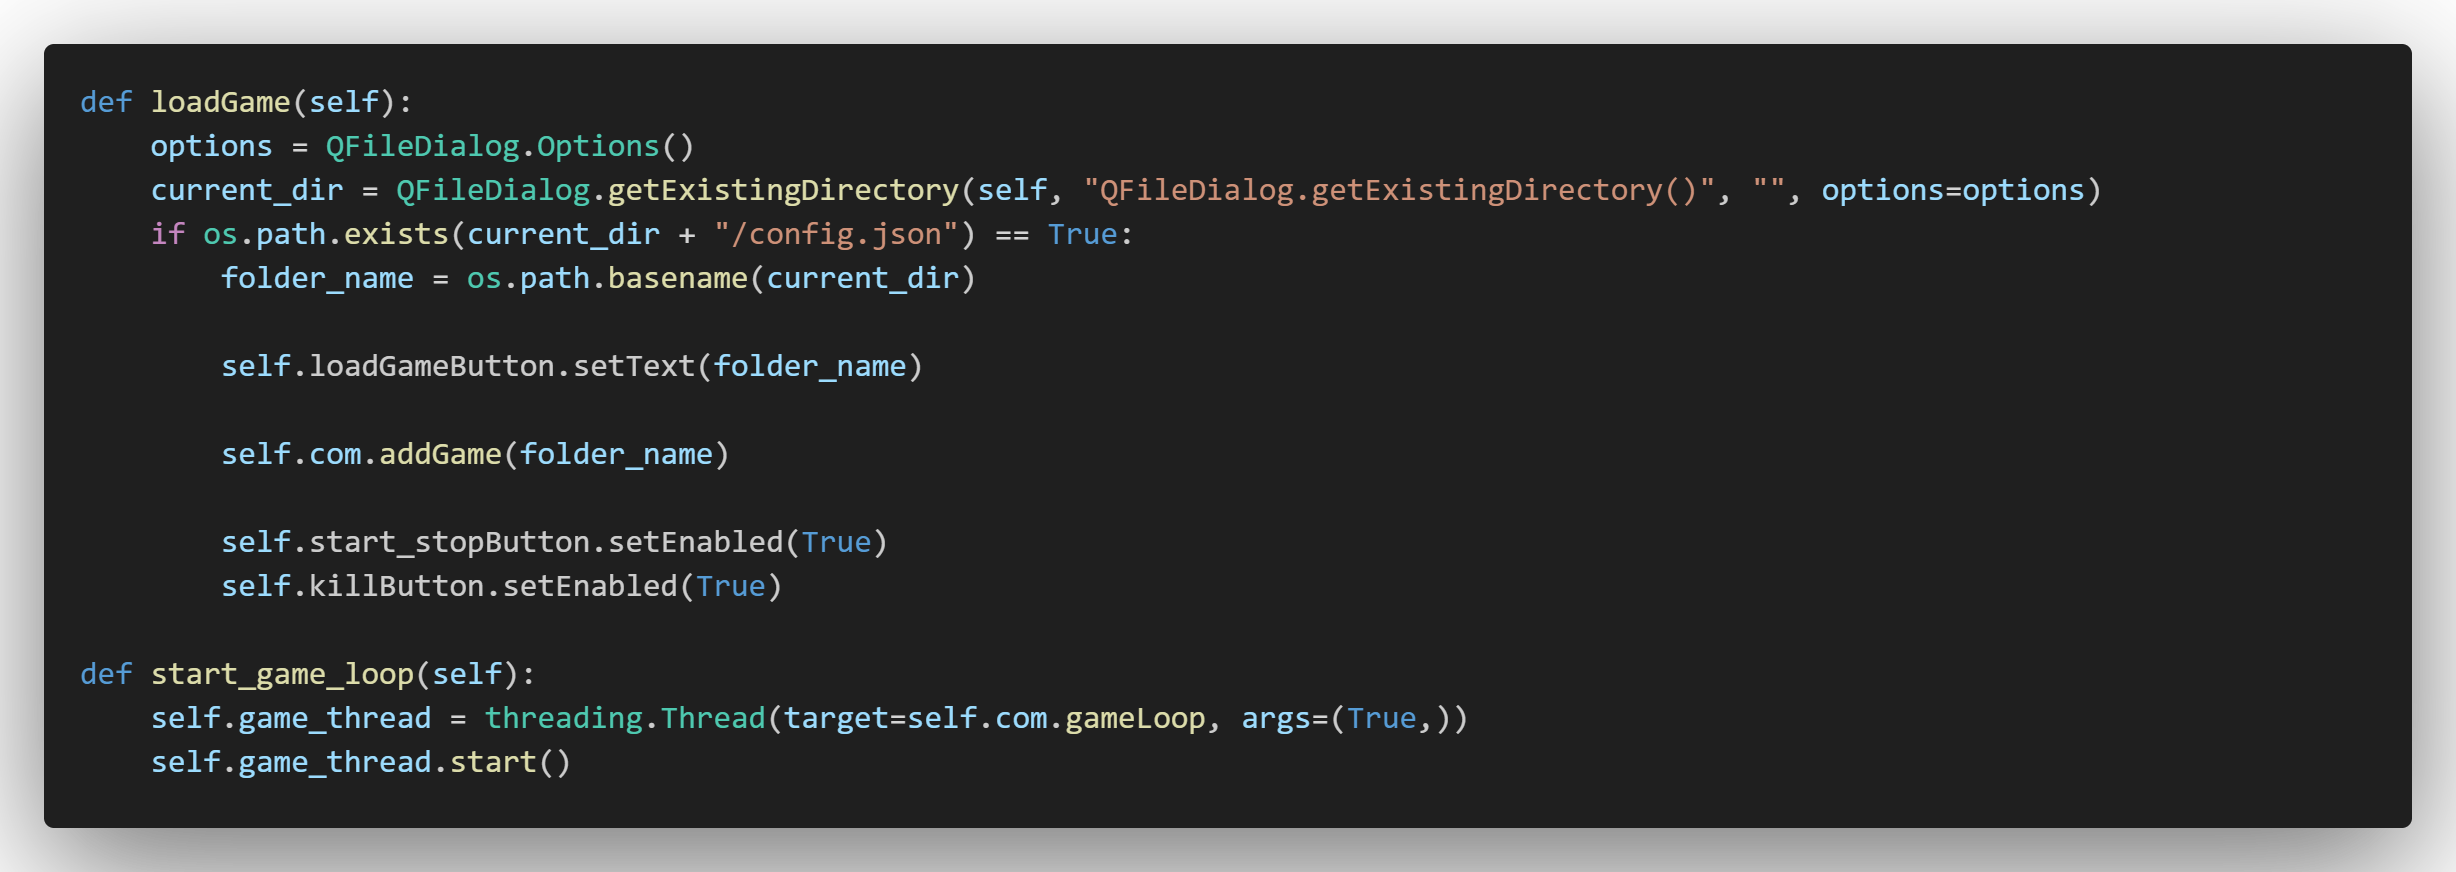 def loadGame(self):
    options = QFileDialog.Options()
    current_dir = QFileDialog.getExistingDirectory(self, "QFileDialog.getExistingDirectory()", "", options=options)
    if os.path.exists(current_dir + "/config.json") == True:
        folder_name = os.path.basename(current_dir)

        self.loadGameButton.setText(folder_name)

        self.com.addGame(folder_name)

        self.start_stopButton.setEnabled(True)
        self.killButton.setEnabled(True)

def start_game_loop(self):
    self.game_thread = threading.Thread(target=self.com.gameLoop, args=(True,))
    self.game_thread.start()